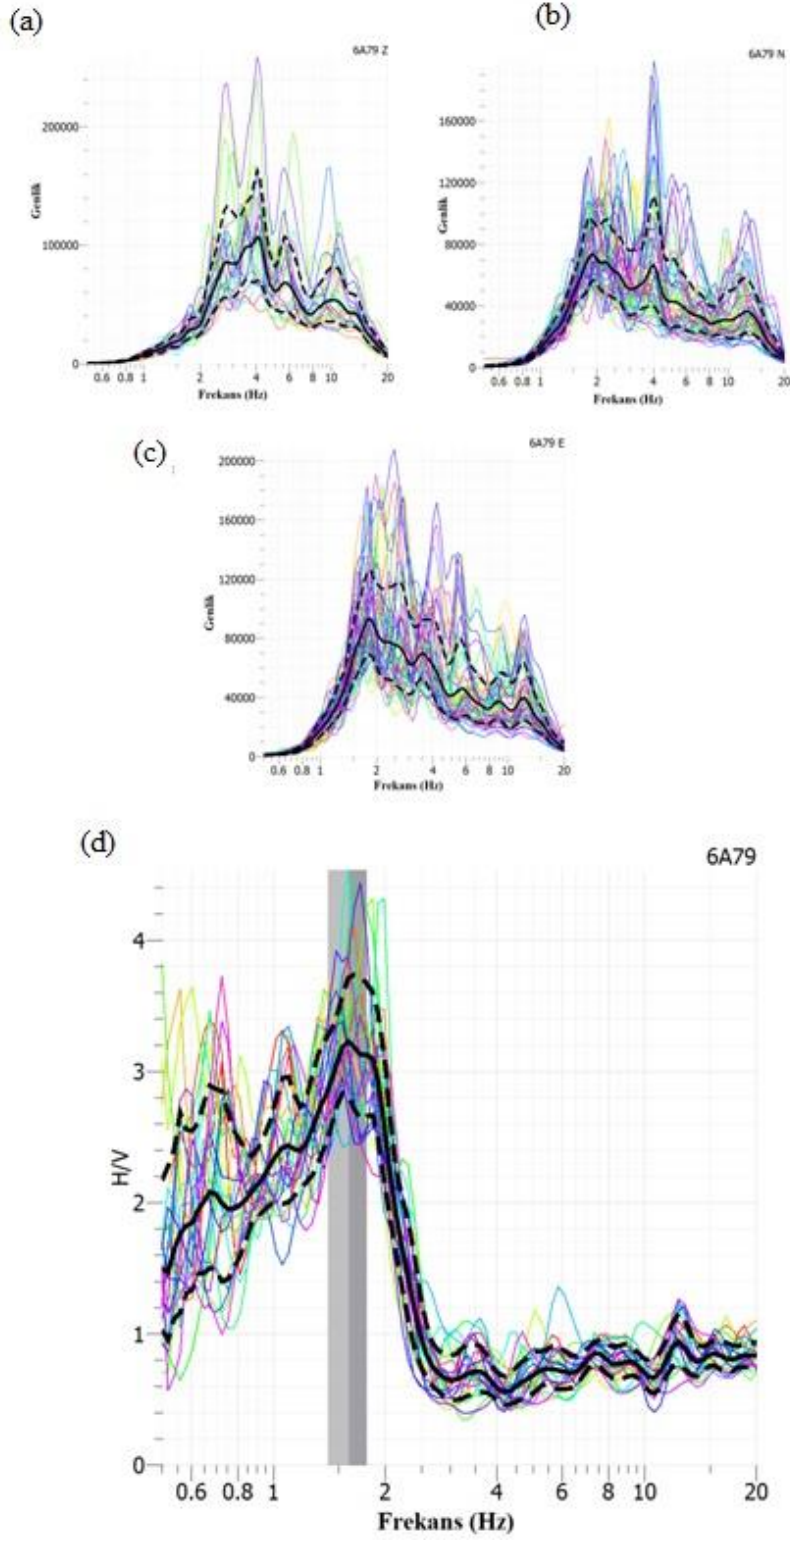 (a)
6A79 Z
200000
100000
0
Genlik
0.6 0.8 1 2 4 6 8 10 20
Frekans (Hz)
(b)
6A79 N
160000
120000
80000
40000
0
Genlik
0.6 0.8 1 2 4 6 8 10 20
Frekans (Hz)
(c)
6A79 E
200000
160000
120000
80000
40000
0
Genlik
0.6 0.8 1 2 4 6 8 10 20
Frekans (Hz)
(d)
6A79
4
3
2
1
0
H/V
0.6 0.8 1 2 4 6 8 10 20
Frekans (Hz)